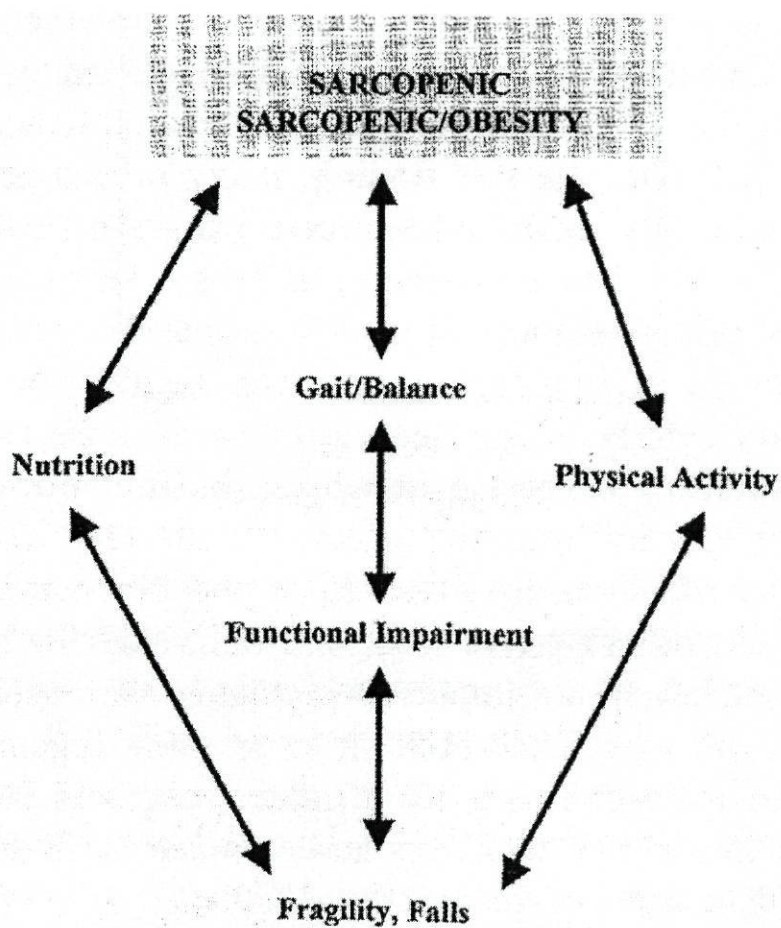 SARCOPENIC
SARCOPENIC/OBESITY
Gait/Balance
Nutrition
Physical Activity
Functional Impairment
Fragility, Falls